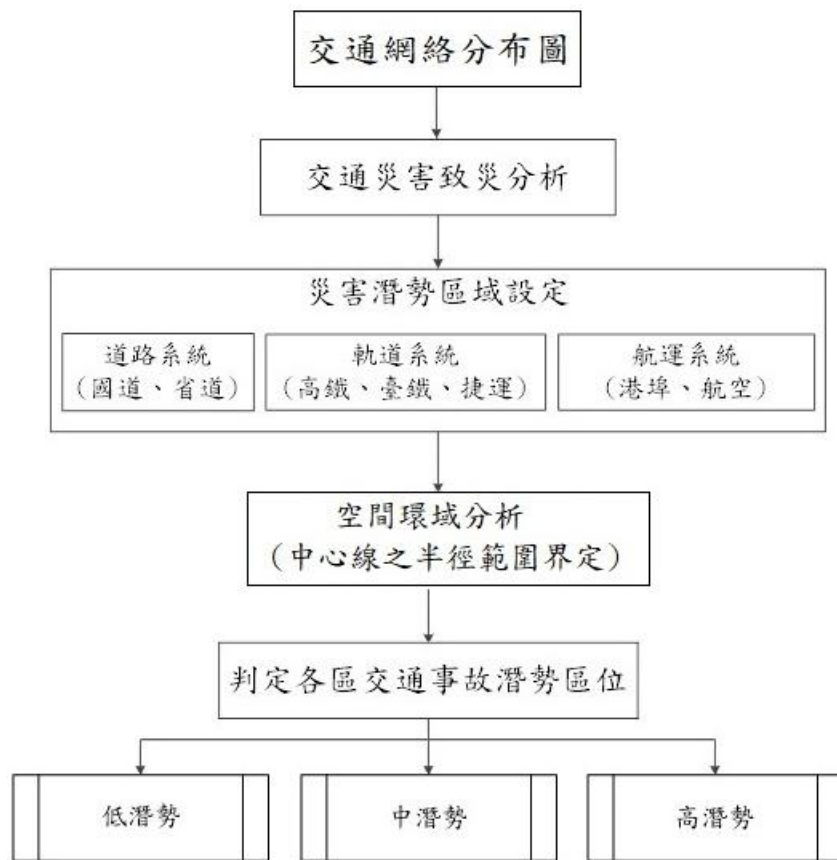 交通網絡分布圖
交通災害致災分析
災害潛勢區域設定
道路系統
(國道、省道)
軌道系統
(高鐵、臺鐵、捷運)
航運系統
(港埠、航空)
空間環域分析
(中心線之半徑範圍界定)
判定各區交通事故潛勢區位
低潛勢
中潛勢
高潛勢